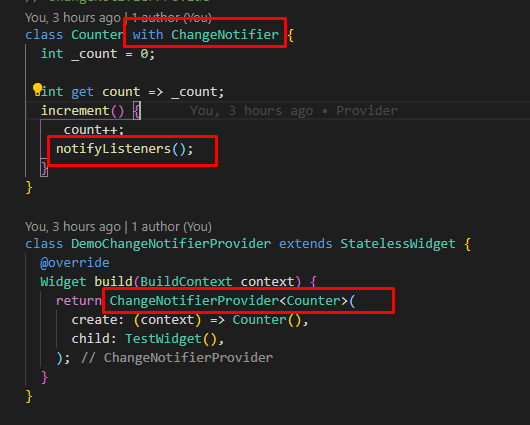 // ChangeNotifierProvide
You, 3 hours ago | 1 author (You)
class Counter with ChangeNotifier {
int _count = 0;
int get count => _count;
increment() { You, 3 hours ago • Provider
count++;
notifyListeners();
}
}
You, 3 hours ago | 1 author (You)
class DemoChangeNotifierProvider extends StatelessWidget {
@override
Widget build(BuildContext context) {
return ChangeNotifierProvider<Counter>(
create: (context) => Counter(),
child: TestWidget(),
); // ChangeNotifierProvider
}
}